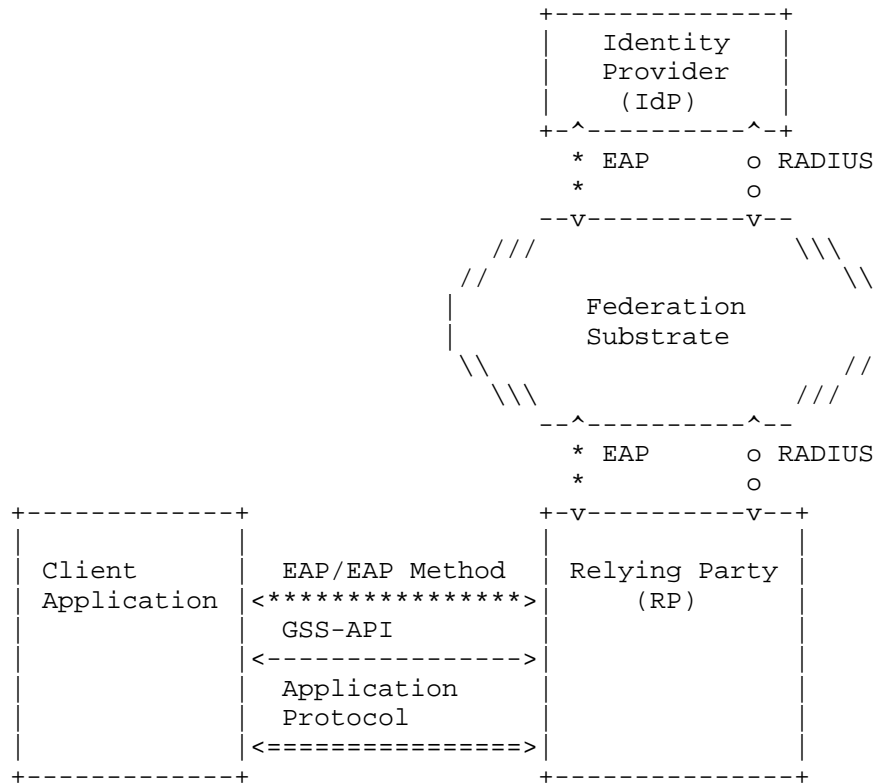 Identity
Provider
(IdP)
* EAP o RADIUS
* o
Federation
Substrate
* EAP o RADIUS
* o
Client
Application
EAP/EAP Method
<****************>
GSS-API
<---------------->
Application
Protocol
<================>
Relying Party
(RP)